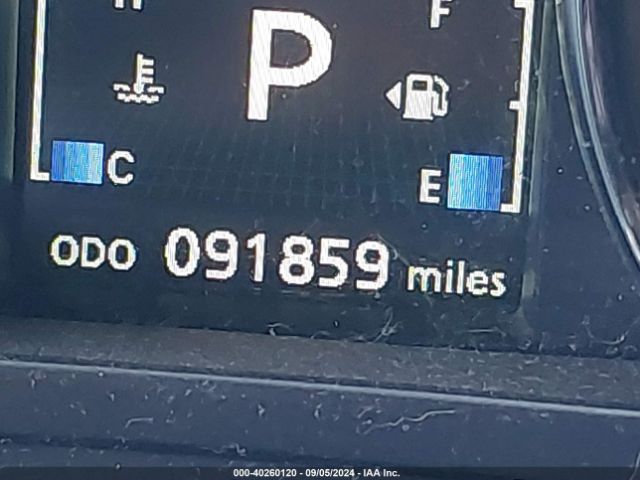 H F
P
C
E
ODO 091859 miles
000-40260120 - 09/05/2024 - IAA Inc.